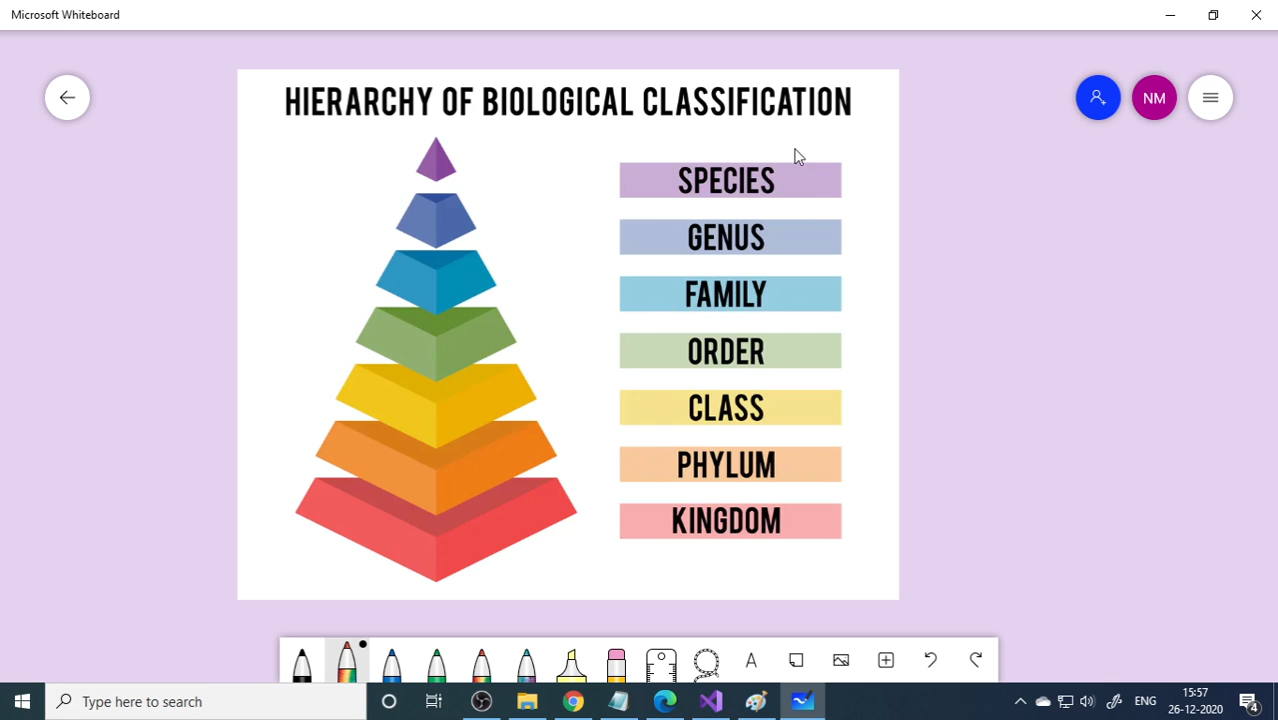 Microsoft Whiteboard
NM
HIERARCHY OF BIOLOGICAL CLASSIFICATION
SPECIES
GENUS
FAMILY
ORDER
CLASS
PHYLUM
KINGDOM
A
Type here to search
ENG
15:57
26-12-2020
4